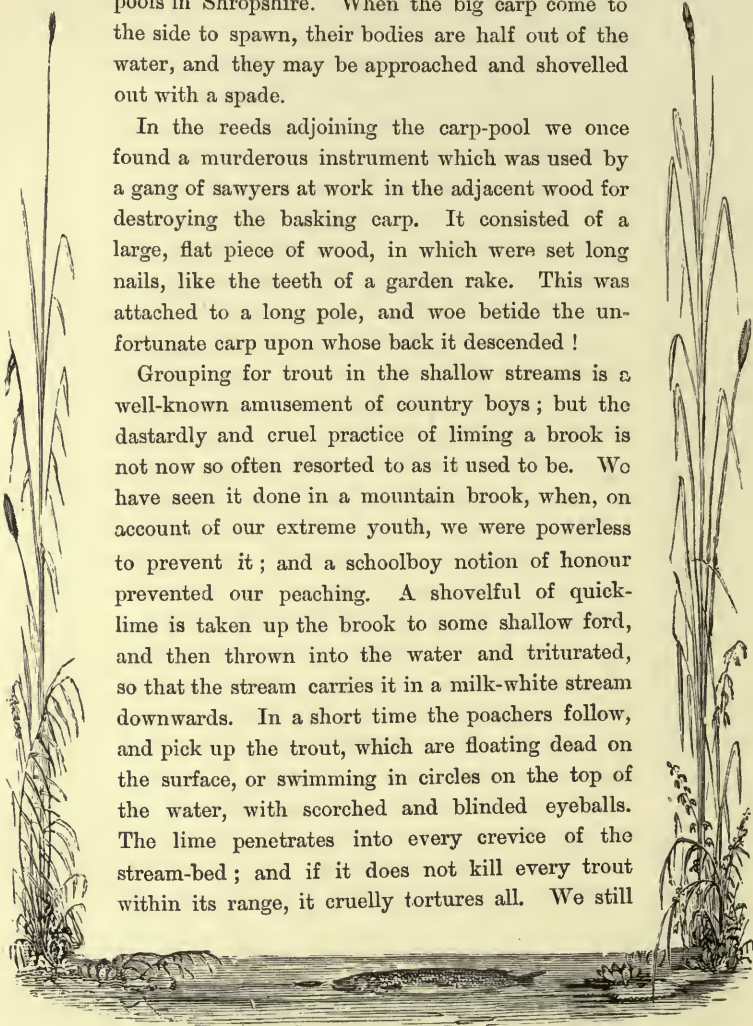 pools in Shropshire. When the big carp come to
the side to spawn, their bodies are half out of the
water, and they may be approached and shovelled
out with a spade.
In the reeds adjoining the carp-pool we once
found a murderous instrument which was used by
a gang of sawyers at work in the adjacent wood for
destroying the basking carp. It consisted of a
large, flat piece of wood, in which were set long
nails, like the teeth of a garden rake. This was
attached to a long pole, and woe betide the un-
fortunate carp upon whose back it descended !
Grouping for trout in the shallow streams is a
well-known amusement of country boys ; but the
dastardly and cruel practice of liming a brook is
not now so often resorted to as it used to be. We
have seen it done in a mountain brook, when, on
account of our extreme youth, we were powerless
to prevent it ; and a schoolboy notion of honour
prevented our peaching. A shovelful of quick-
lime is taken up the brook to some shallow ford,
and then thrown into the water and triturated,
so that the stream carries it in a milk-white stream
downwards. In a short time the poachers follow,
and pick up the trout, which are floating dead on
the surface, or swimming in circles on the top of
the water, with scorched and blinded eyeballs.
The lime penetrates into every crevice of the
stream-bed ; and if it does not kill every trout
within its range, it cruelly tortures all. We still